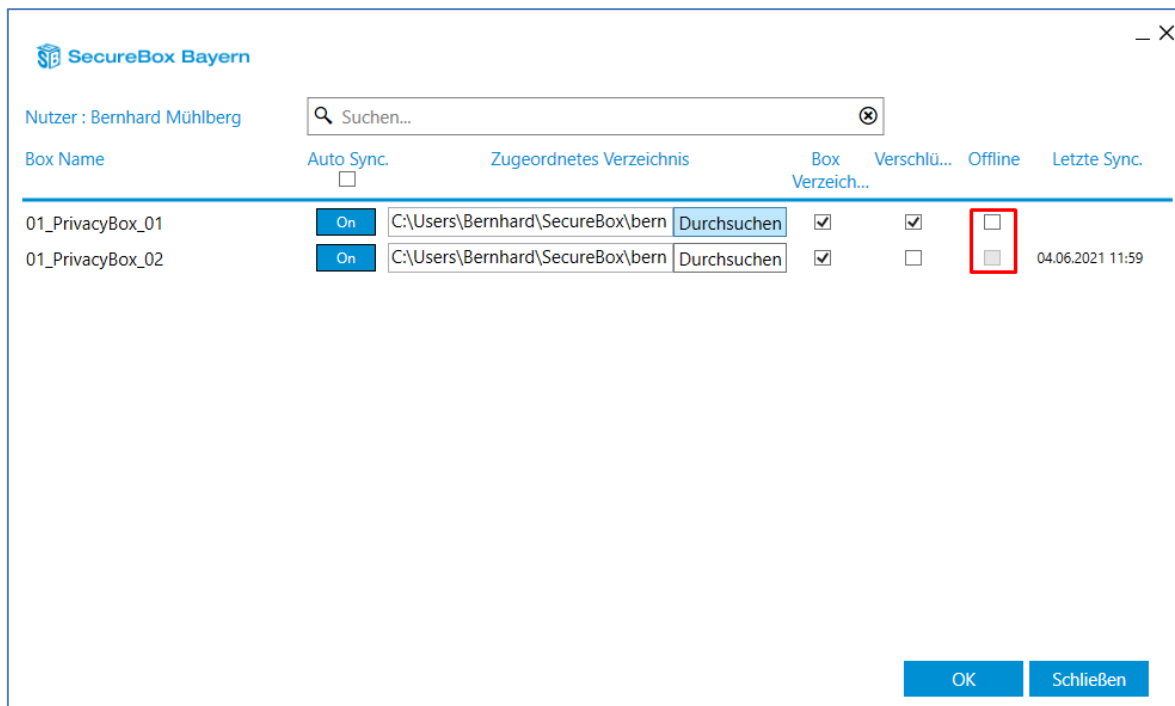 SecureBox Bayern
Nutzer : Bernhard Mühlberg
Suchen...
Box Name Auto Sync. Zugeordnetes Verzeichnis Box Verschlü... Offline Letzte Sync.
Verzeich...
01_PrivacyBox_01 On C:\Users\Bernhard\SecureBox\bern Durchsuchen
01_PrivacyBox_02 On C:\Users\Bernhard\SecureBox\bern Durchsuchen 04.06.2021 11:59
OK Schließen